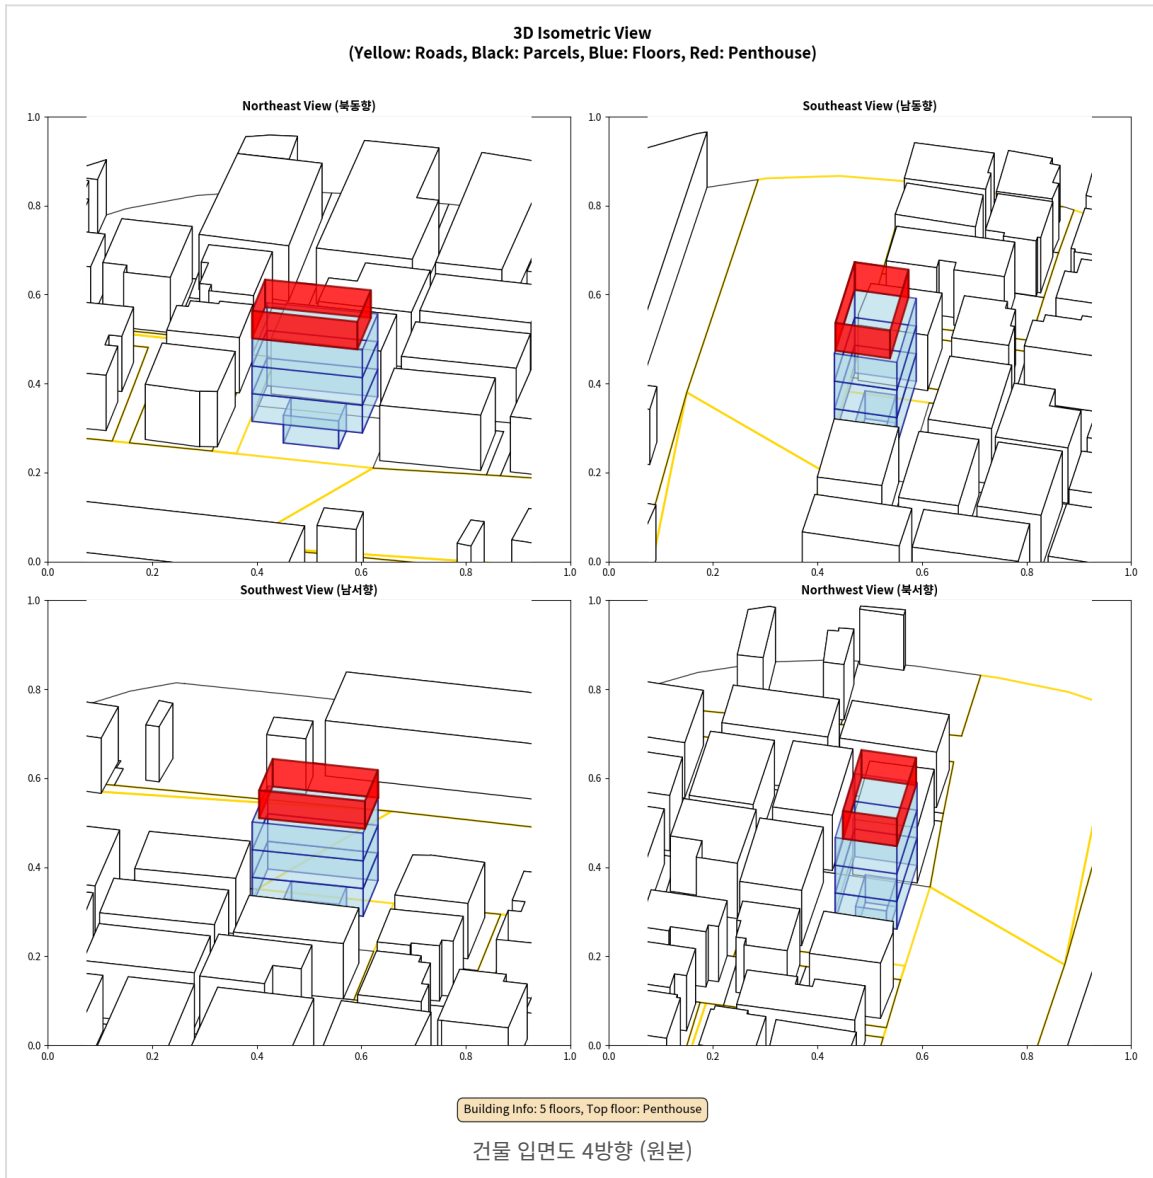 3D Isometric View
(Yellow: Roads, Black: Parcels, Blue: Floors, Red: Penthouse)
Northeast View (북동향)
1.0
0.8
0.6
0.4
0.2
0.0
0.0 0.2 0.4 0.6 0.8 1.0
Southeast View (남동향)
1.0
0.8
0.6
0.4
0.2
0.0
0.0 0.2 0.4 0.6 0.8 1.0
Southwest View (남서향)
1.0
0.8
0.6
0.4
0.2
0.0
0.0 0.2 0.4 0.6 0.8 1.0
Northwest View (북서향)
1.0
0.8
0.6
0.4
0.2
0.0
0.0 0.2 0.4 0.6 0.8 1.0
Building Info: 5 floors, Top floor: Penthouse
건물 입면도 4방향 (원본)